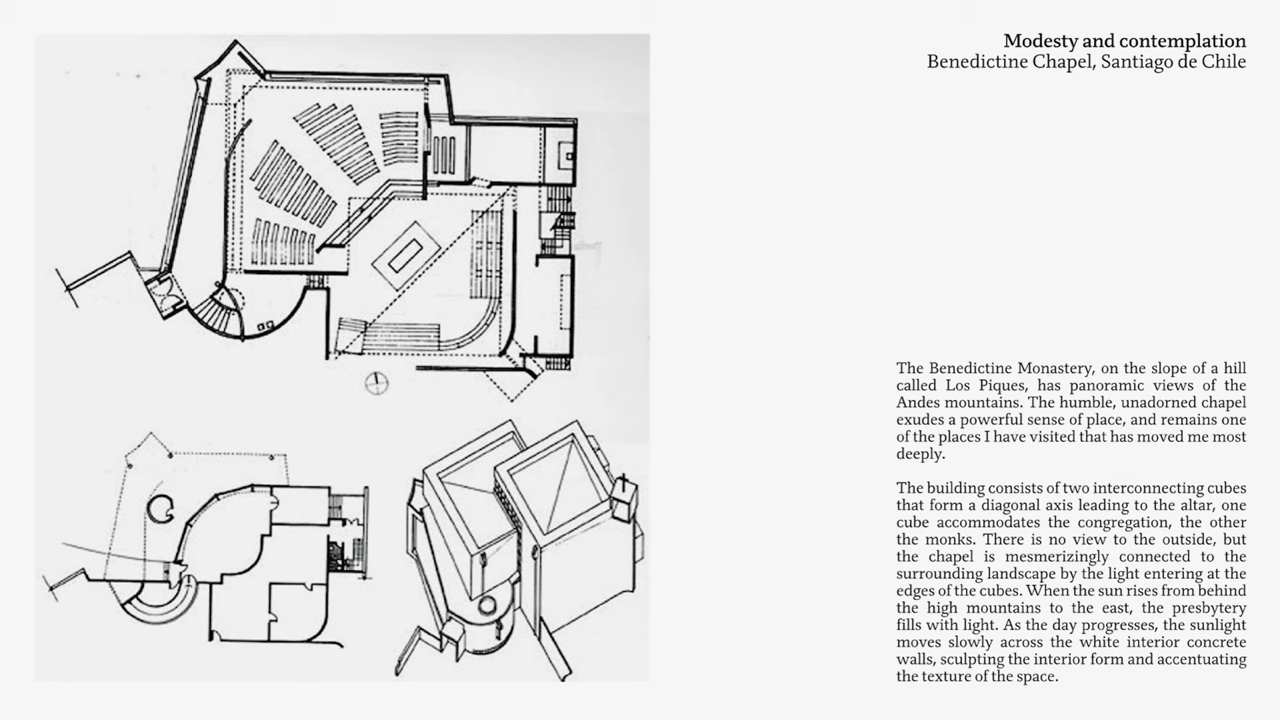 Modesty and contemplation
Benedictine Chapel, Santiago de Chile
The Benedictine Monastery, on the slope of a hill
called Los Piques, has panoramic views of the
Andes mountains. The humble, unadorned chapel
exudes a powerful sense of place, and remains one
of the places I have visited that has moved me most
deeply.
The building consists of two interconnecting cubes
that form a diagonal axis leading to the altar, one
cube accommodates the congregation, the other
the monks. There is no view to the outside, but
the chapel is mesmerizingly connected to the
surrounding landscape by the light entering at the
edges of the cubes. When the sun rises from behind
the high mountains to the east, the presbytery
fills with light. As the day progresses, the sunlight
moves slowly across the white interior concrete
walls, sculpting the interior form and accentuating
the texture of the space.